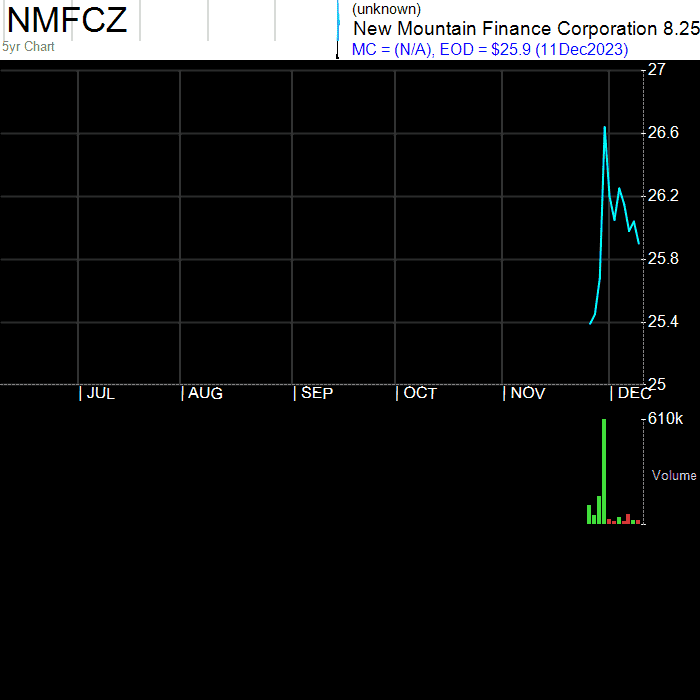 NMFCZ
5yr Chart
(unknown)
New Mountain Finance Corporation 8.25
MC = (N/A), EOD = $25.9 (11Dec2023)
27
26.6
26.2
25.8
25.4
25
| JUL | AUG | SEP | OCT | NOV | DEC
610k
Volume